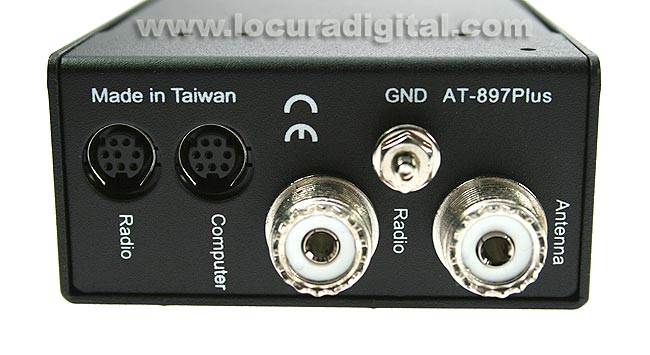 www.locuradigital.com
Made in Taiwan
CE
GND AT-897Plus
Radio
Computer
Radio
Antenna